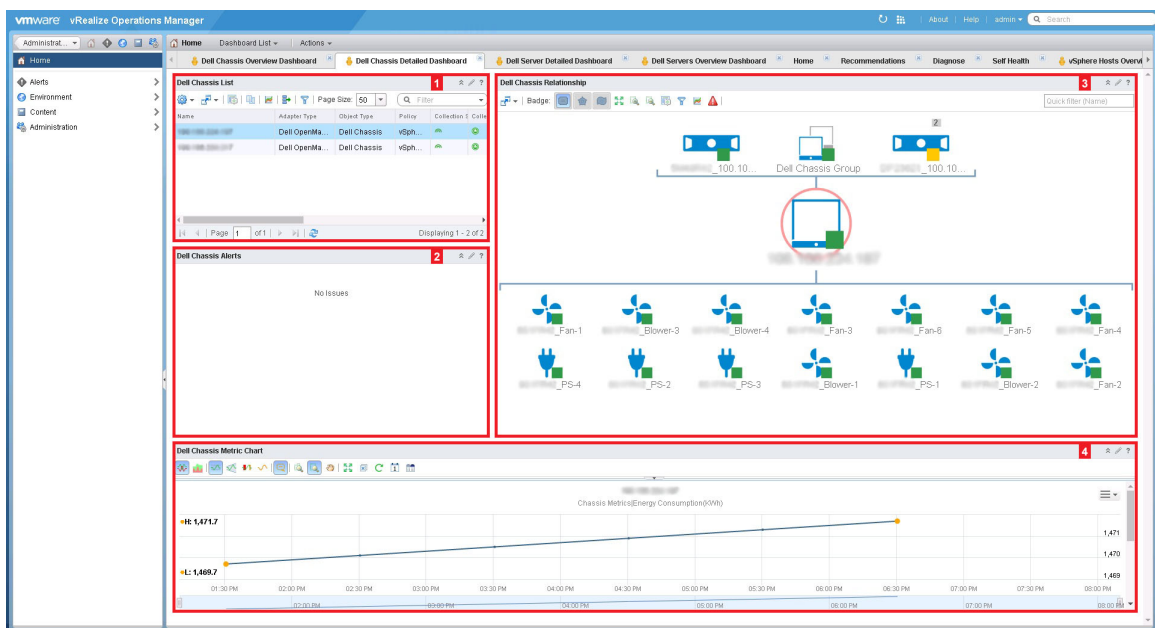 vmware vRealize Operations Manager
About Help admin Search
Administrat...
Home Dashboard List Actions
Home
Dell Chassis Overview Dashboard Dell Chassis Detailed Dashboard Dell Server Detailed Dashboard Dell Servers Overview Dashboard Home Recommendations Diagnose Self Health vSphere Hosts Overvi
Alerts
Environment
Content
Administration
Dell Chassis List 1
Page Size: 50 Filter
Name Adapter Type Object Type Policy Collection S Colle
Dell OpenMa... Dell Chassis vSph...
Dell OpenMa... Dell Chassis vSph...
Page 1 of 1 Displaying 1 - 2 of 2
Dell Chassis Alerts 2
No Issues
Dell Chassis Relationship 3
Badge: Quick filter (Name)
2
_100.10... Dell Chassis Group _100.10...
_Fan-1 _Blower-3 _Blower-4 _Fan-3 _Fan-6 _Fan-5 _Fan-4
_PS-4 _PS-2 _PS-3 _Blower-1 _PS-1 _Blower-2 _Fan-2
Dell Chassis Metric Chart 4
Chassis Metrics|Energy Consumption(KWh)
H: 1,471.7
L: 1,469.7
1,471
1,470
1,469
01:30 PM 02:00 PM 02:30 PM 03:00 PM 03:30 PM 04:00 PM 04:30 PM 05:00 PM 05:30 PM 06:00 PM 06:30 PM 07:00 PM 07:30 PM 08:00 PM
02:00 PM 03:00 PM 04:00 PM 05:00 PM 06:00 PM 07:00 PM 08:00 PM